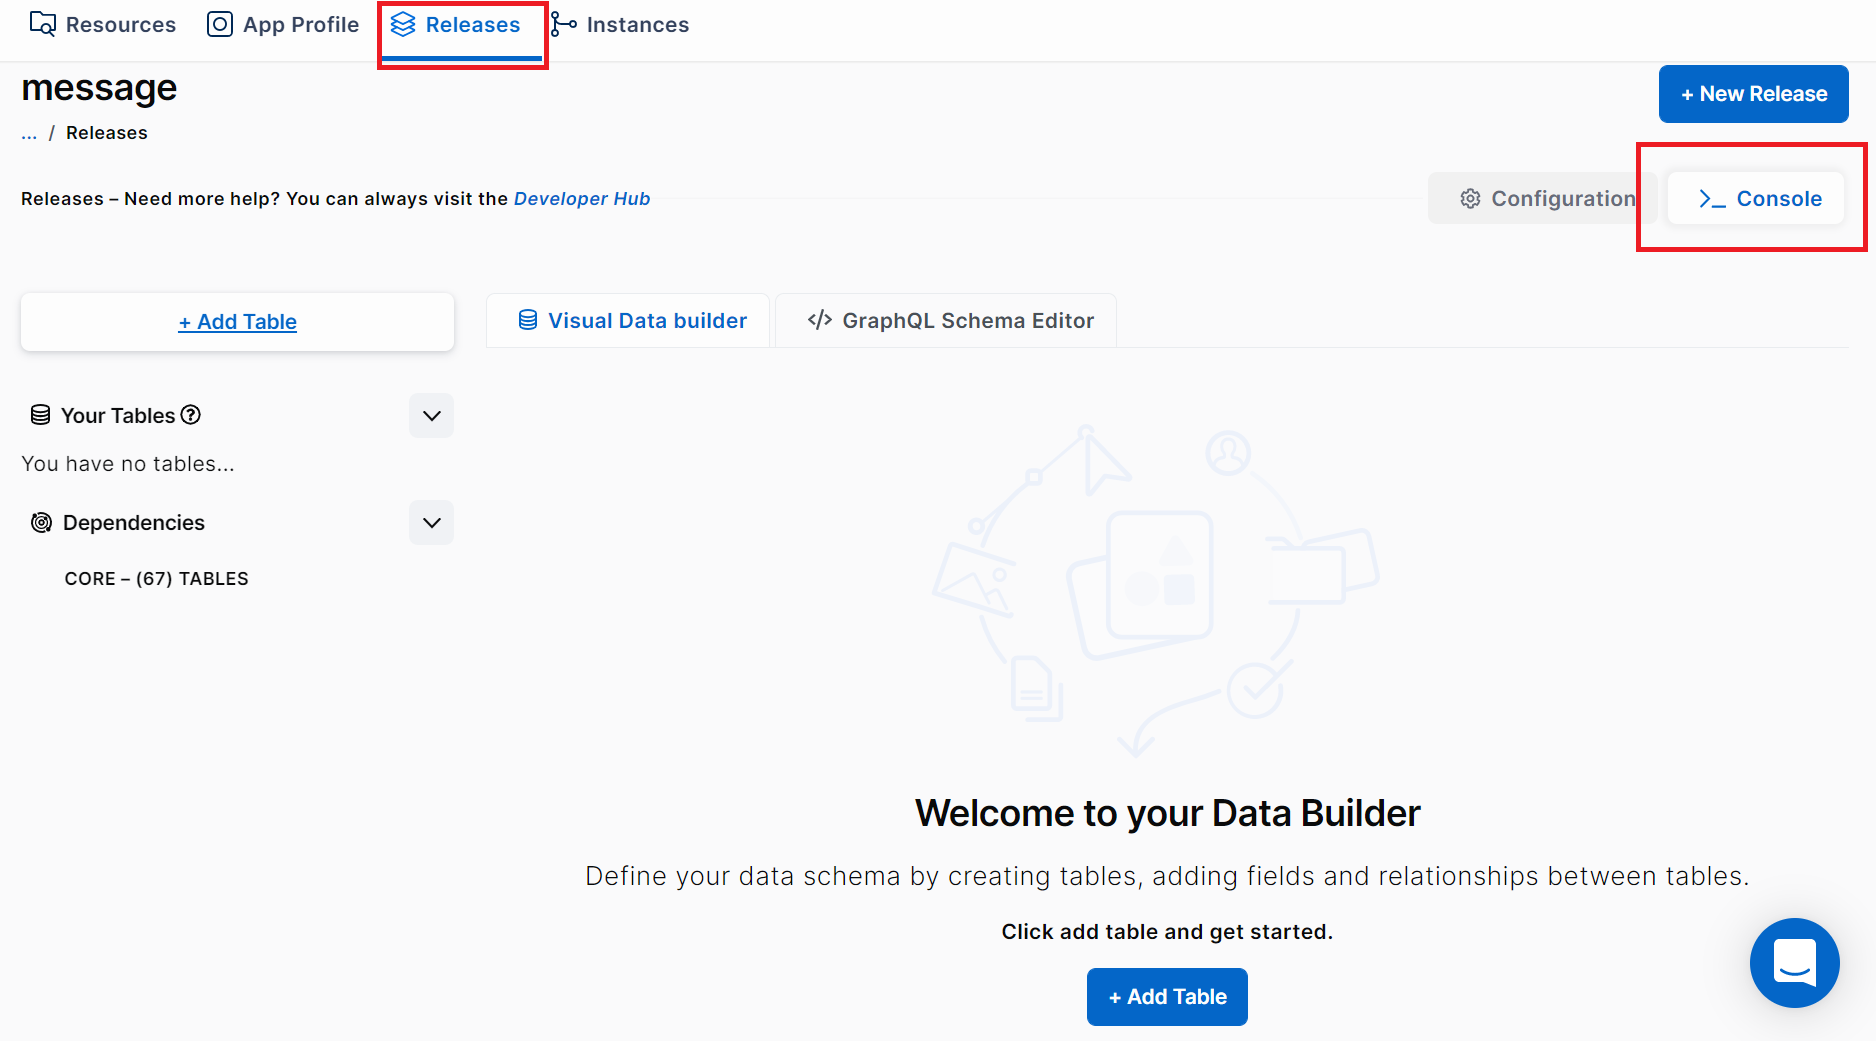 Resources App Profile Releases Instances
message
+ New Release
... / Releases
Releases – Need more help? You can always visit the Developer Hub
Configuration
>_ Console
+ Add Table
Visual Data builder
</> GraphQL Schema Editor
Your Tables ?
You have no tables...
Dependencies
CORE – (67) TABLES
Welcome to your Data Builder
Define your data schema by creating tables, adding fields and relationships between tables.
Click add table and get started.
+ Add Table